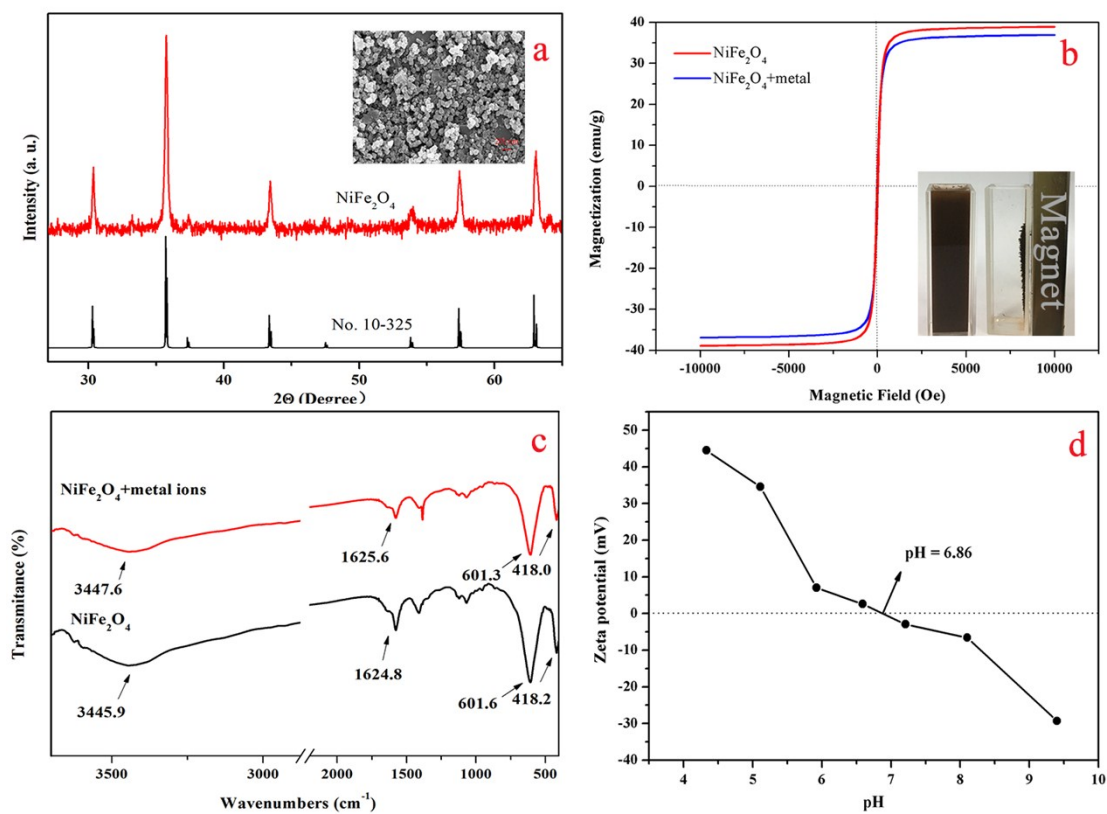 a
NiFe₂O₄
No. 10-325
Intensity (a. u.)
30
40
50
60
2Θ (Degree)
b
NiFe₂O₄
NiFe₂O₄+metal
Magnet
Magnetization (emu/g)
40
30
20
10
0
-10
-20
-30
-40
-10000
-5000
0
5000
10000
Magnetic Field (Oe)
c
NiFe₂O₄+metal ions
3447.6
1625.6
601.3
418.0
NiFe₂O₄
3445.9
1624.8
601.6
418.2
Transmitance (%)
3500
3000
2000
1500
1000
500
Wavenumbers (cm⁻¹)
d
pH = 6.86
Zeta potential (mV)
50
40
30
20
10
0
-10
-20
-30
-40
4
5
6
7
8
9
10
pH